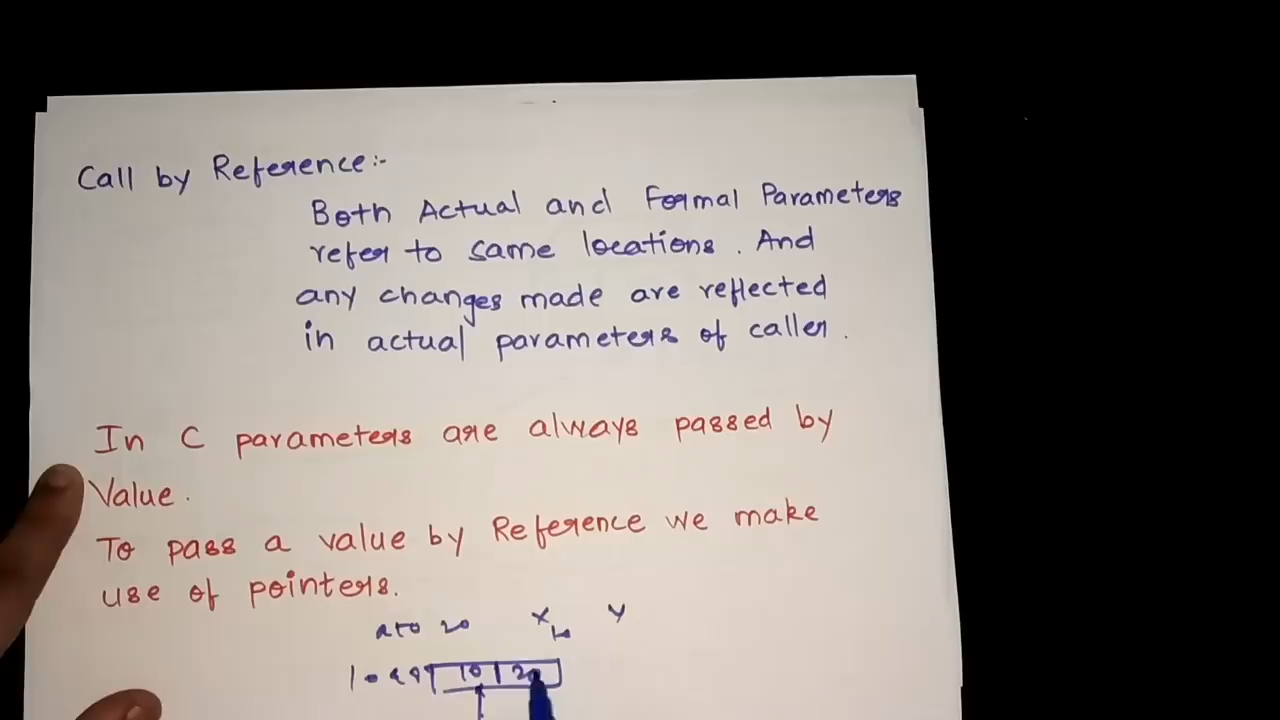 Call by Reference:-
Both Actual and Formal Parameters
refer to same locations. And
any changes made are reflected
in actual parameters of caller.
In C parameters are always passed by
Value.
To pass a value by Reference we make
use of pointers.
20 x y
10 20